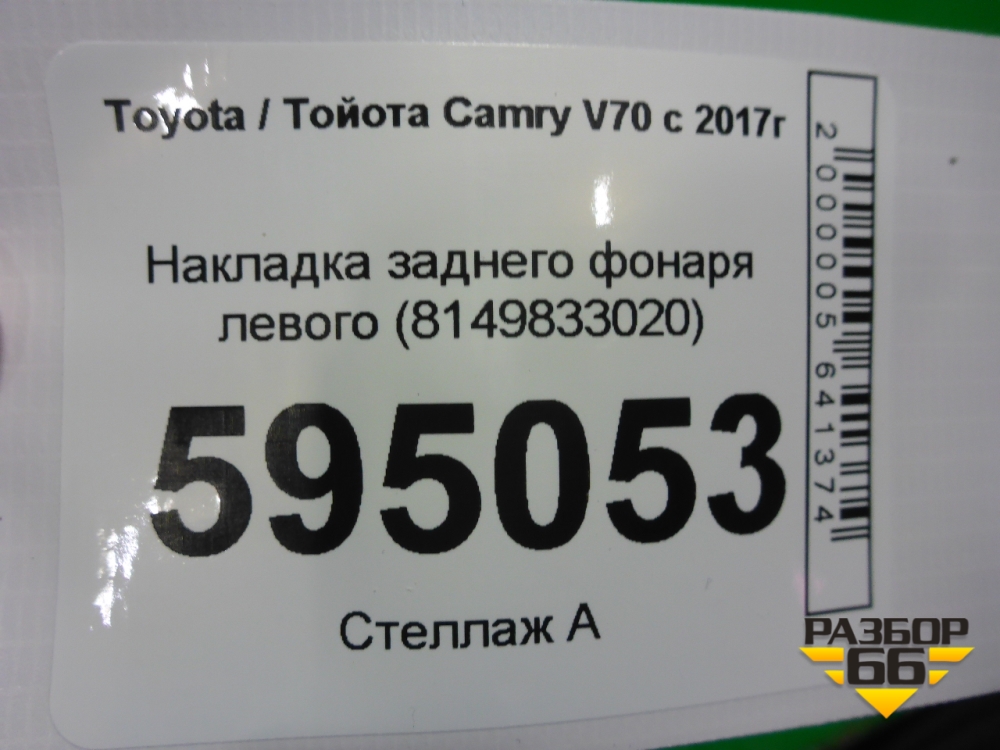 Toyota / Тойота Camry V70 с 2017г
Накладка заднего фонаря
левого (8149833020)
595053
Стеллаж А
2000005641374
РАЗБОР
66